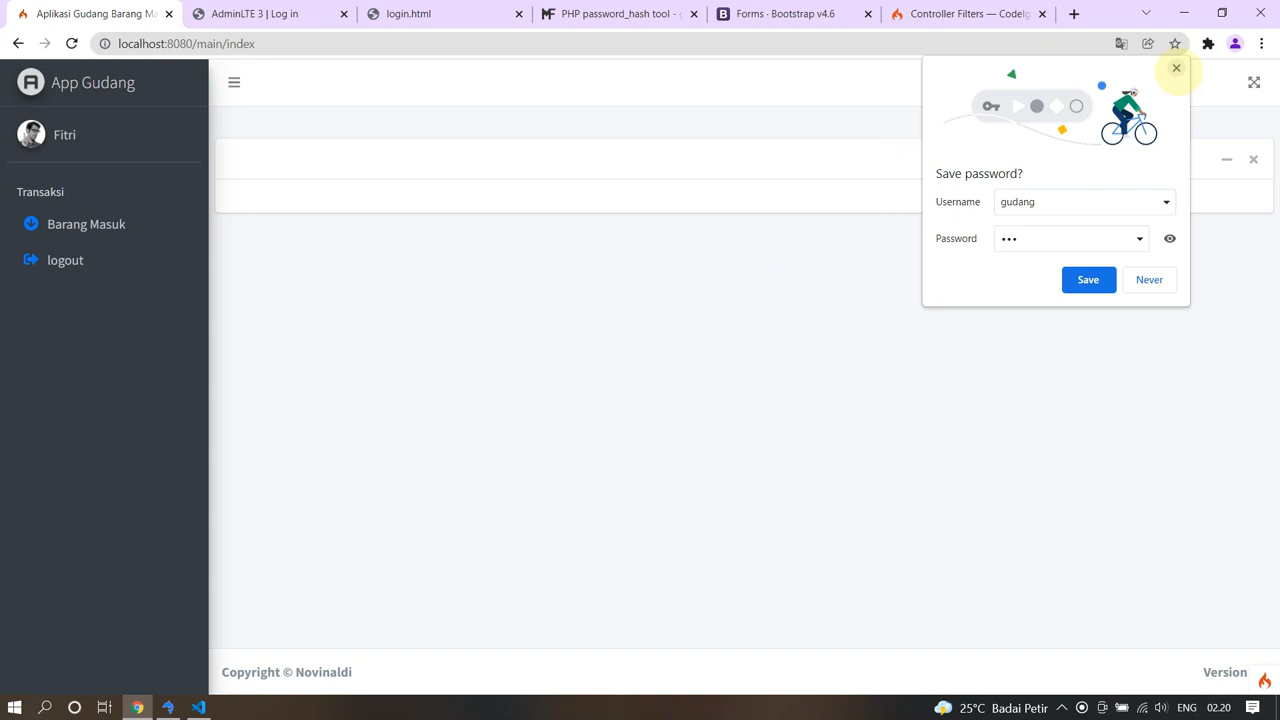 Aplikasi Gudang Barang Ma
AdminLTE 3 | Log in
login.html
PHP password_hash tool - g
Forms · Bootstrap v4.6
Controller Filters — CodeIg
localhost:8080/main/index
App Gudang
Fitri
Transaksi
Barang Masuk
logout
Save password?
Username
gudang
Password
Save
Never
Copyright © Novinaldi
Version
25°C
Badai Petir
ENG
02.20